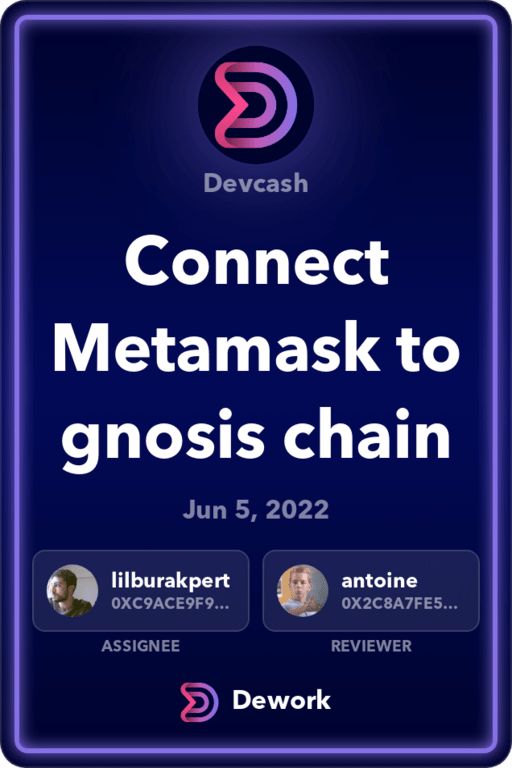 Devcash
Connect
Metamask to
gnosis chain
Jun 5, 2022
lilburakpert
0XC9ACE9F9...
ASSIGNEE
antoine
0X2C8A7FE5...
REVIEWER
Dework